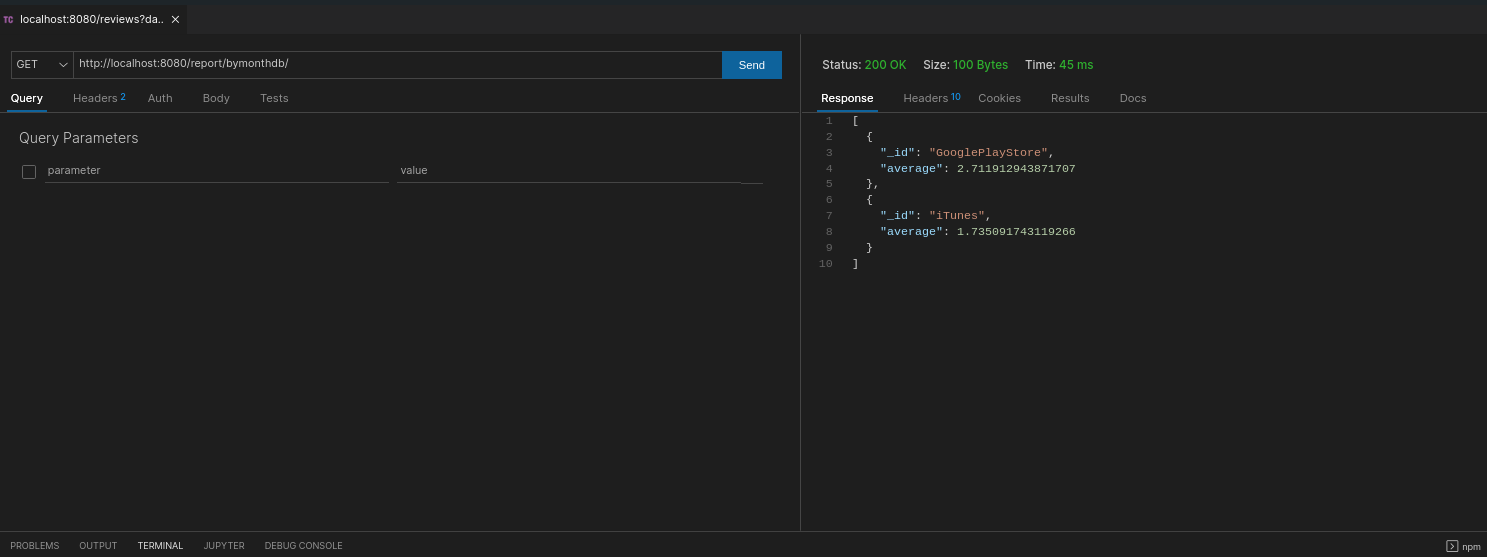 TC localhost:8080/reviews?da..
GET http://localhost:8080/report/bymonthdb/ Send
Query Headers 2 Auth Body Tests
Query Parameters
parameter value
Status: 200 OK Size: 100 Bytes Time: 45 ms
Response Headers 10 Cookies Results Docs
1 [
2 {
3 "_id": "GooglePlayStore",
4 "average": 2.711912943871707
5 },
6 {
7 "_id": "iTunes",
8 "average": 1.735091743119266
9 }
10 ]
PROBLEMS OUTPUT TERMINAL JUPYTER DEBUG CONSOLE npm